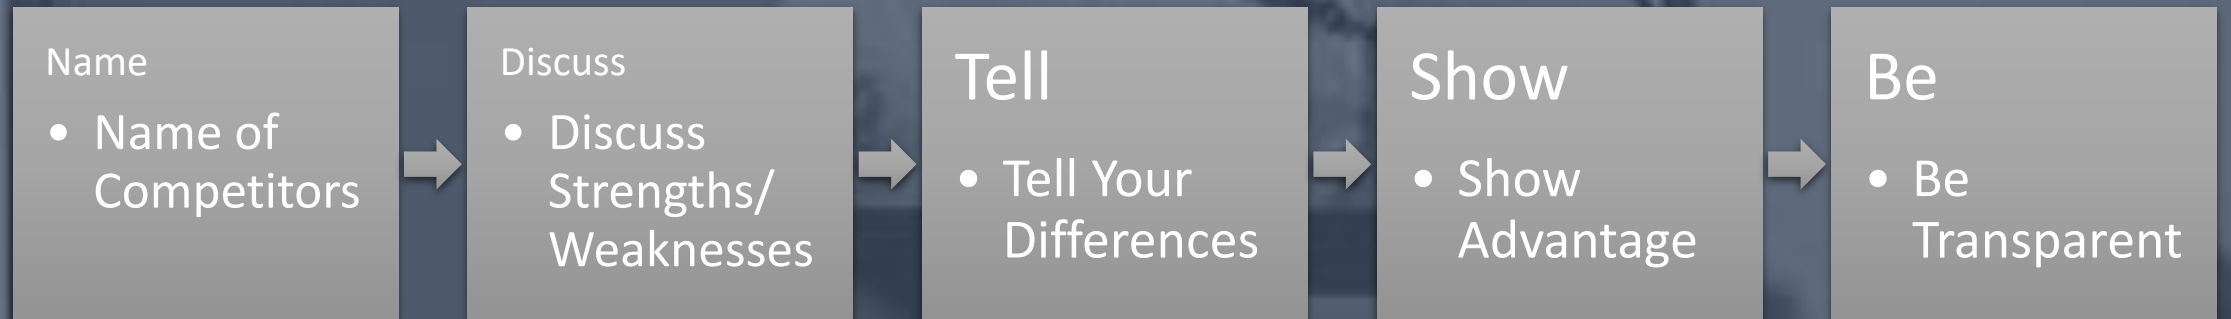 Name
• Name of
Competitors
Discuss
• Discuss
Strengths/
Weaknesses
Tell
• Tell Your
Differences
Show
• Show
Advantage
Be
• Be
Transparent